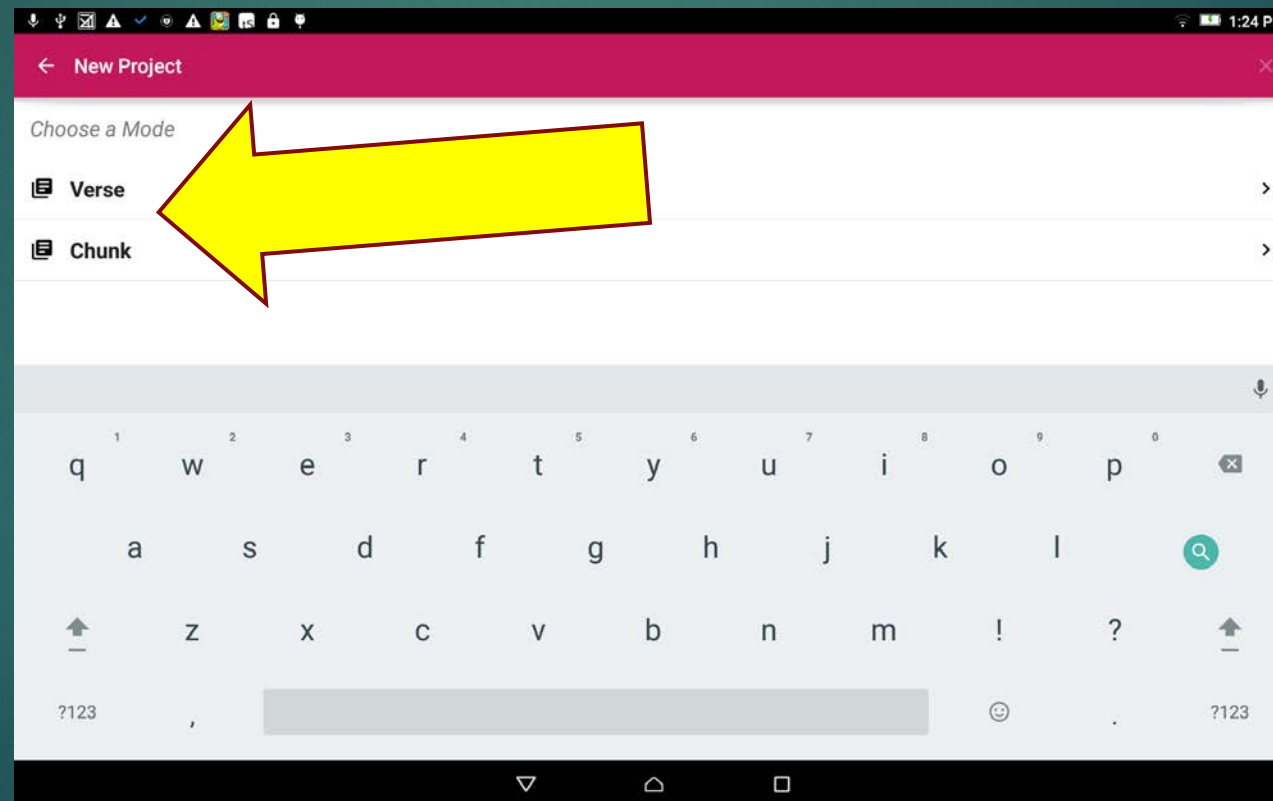 1:24 P
New Project
Choose a Mode
Verse
Chunk
1 2 3 4 5 6 7 8 9 0
q w e r t y u i o p
a s d f g h j k l
z x c v b n m ! ?
?123 , . ?123